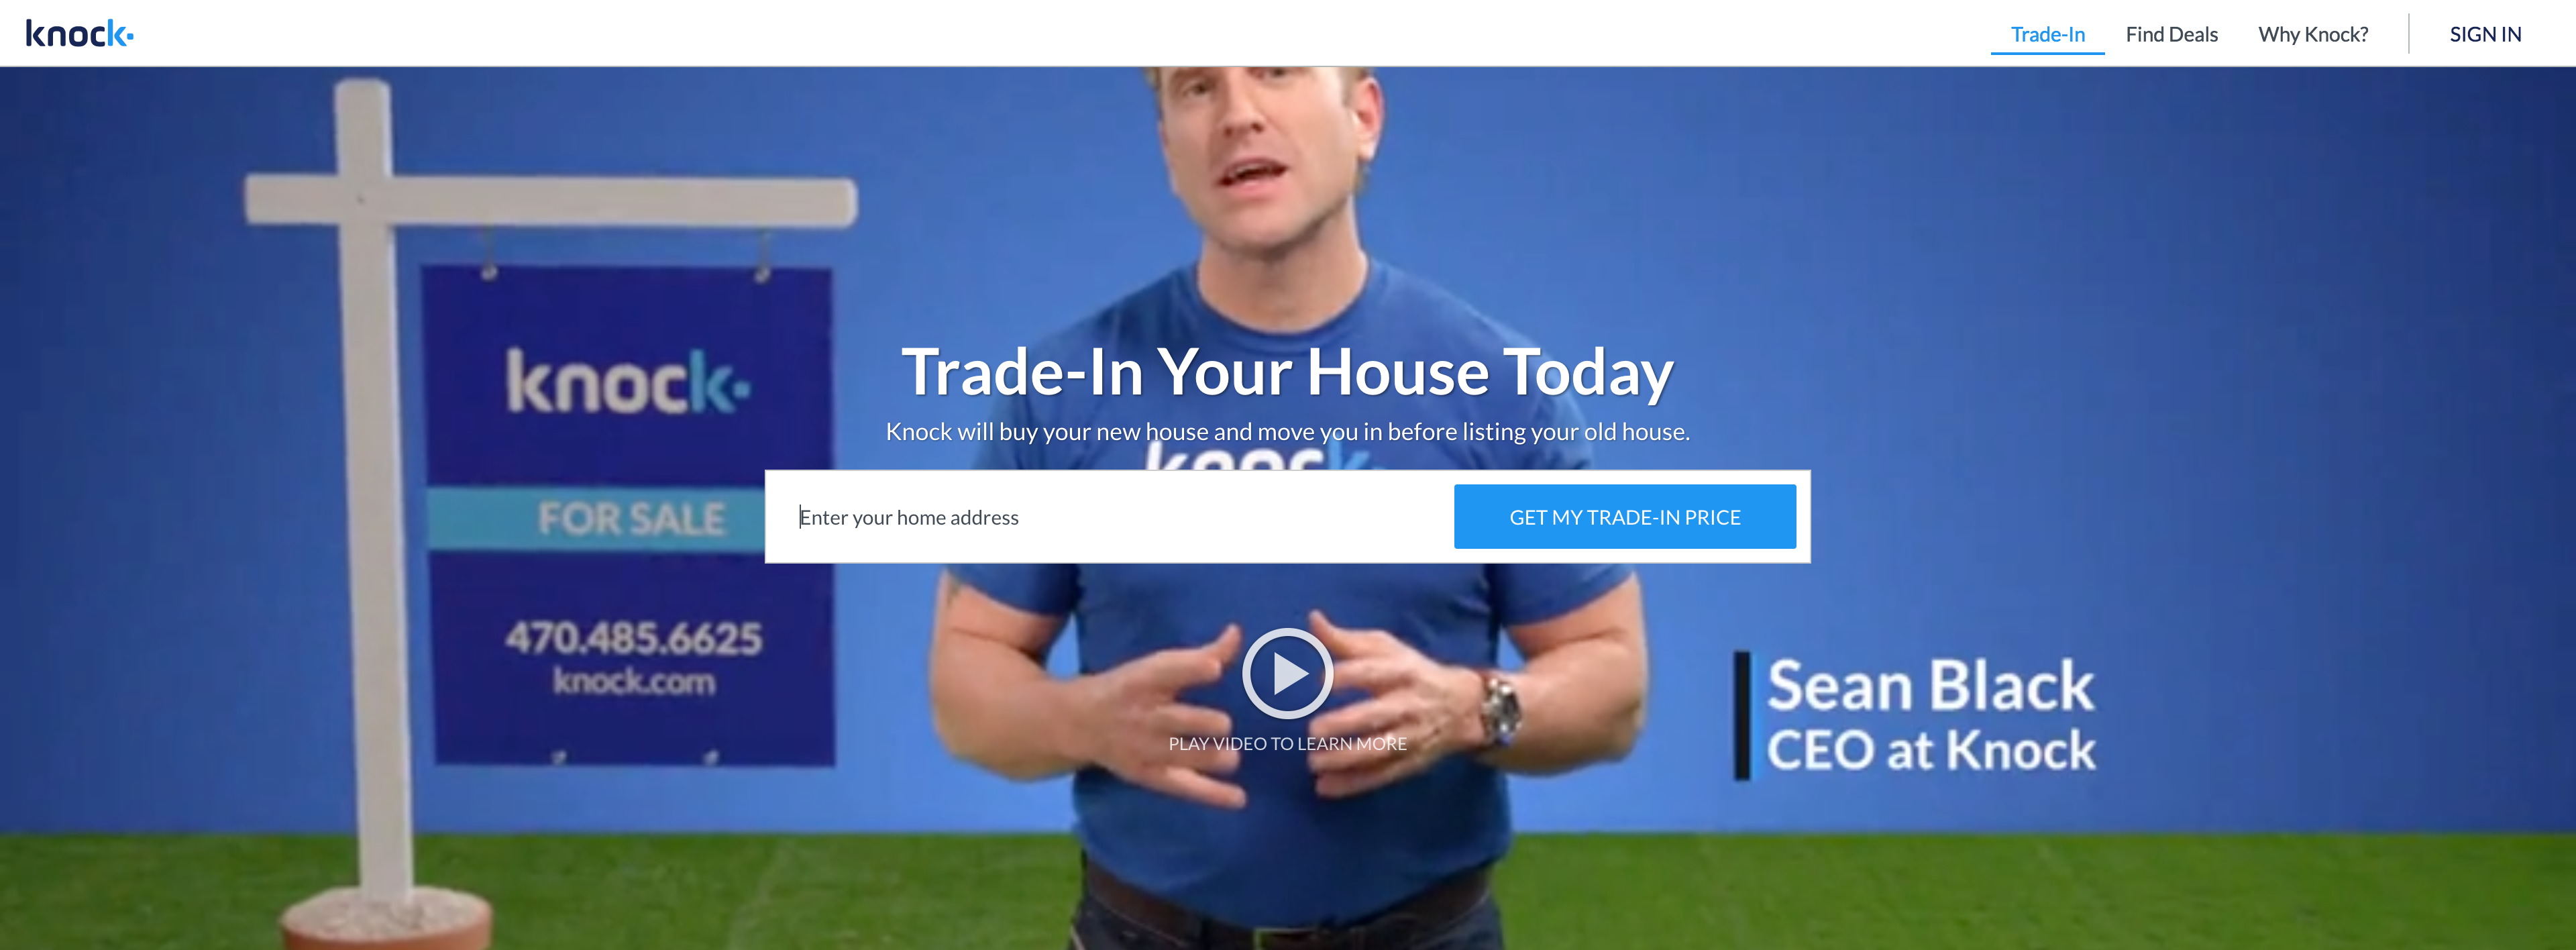 knock
Trade-In
Find Deals
Why Knock?
SIGN IN
knock
FOR SALE
470.485.6625
knock.com
Trade-In Your House Today
Knock will buy your new house and move you in before listing your old house.
knock
Enter your home address
GET MY TRADE-IN PRICE
PLAY VIDEO TO LEARN MORE
Sean Black
CEO at Knock